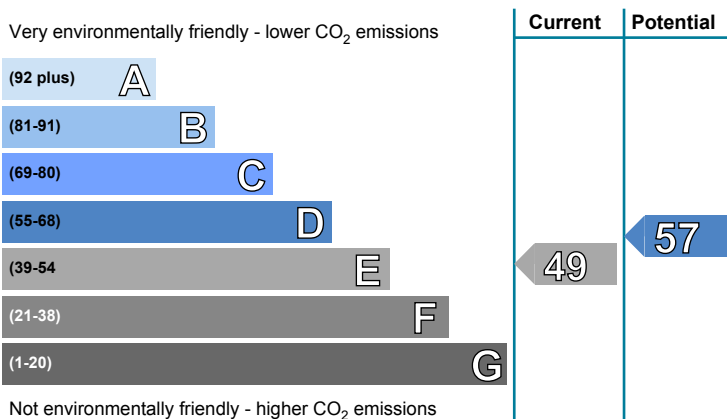 Current Potential
Very environmentally friendly - lower CO2 emissions
(92 plus) A
(81-91) B
(69-80) C
(55-68) D
57
(39-54 E
49
(21-38) F
(1-20) G
Not environmentally friendly - higher CO2 emissions